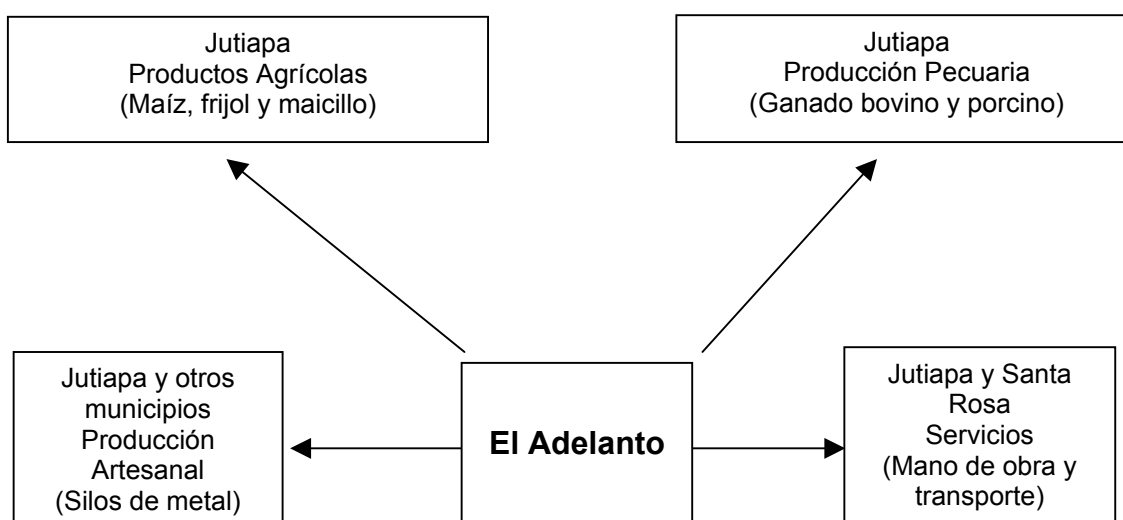 Jutiapa
Productos Agrícolas
(Maíz, frijol y maicillo)
Jutiapa
Producción Pecuaria
(Ganado bovino y porcino)
Jutiapa y otros
municipios
Producción
Artesanal
(Silos de metal)
El Adelanto
Jutiapa y Santa
Rosa
Servicios
(Mano de obra y
transporte)